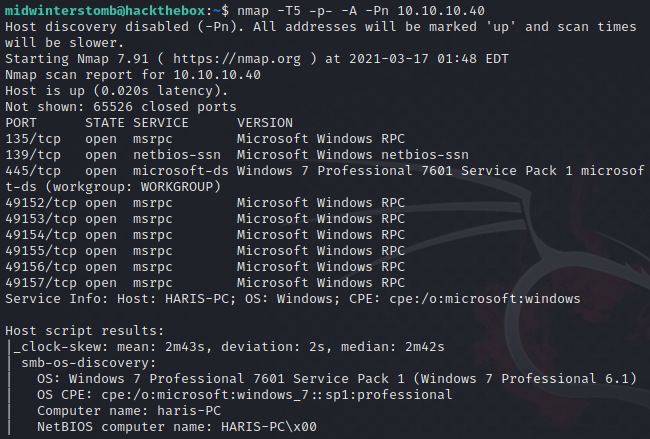 midwinterstomb@hackthebox:~$ nmap -T5 -p- -A -Pn 10.10.10.40
Host discovery disabled (-Pn). All addresses will be marked 'up' and scan times
will be slower.
Starting Nmap 7.91 ( https://nmap.org ) at 2021-03-17 01:48 EDT
Nmap scan report for 10.10.10.40
Host is up (0.020s latency).
Not shown: 65526 closed ports
PORT      STATE SERVICE      VERSION
135/tcp   open  msrpc        Microsoft Windows RPC
139/tcp   open  netbios-ssn  Microsoft Windows netbios-ssn
445/tcp   open  microsoft-ds Windows 7 Professional 7601 Service Pack 1 microsof
t-ds (workgroup: WORKGROUP)
49152/tcp open  msrpc        Microsoft Windows RPC
49153/tcp open  msrpc        Microsoft Windows RPC
49154/tcp open  msrpc        Microsoft Windows RPC
49155/tcp open  msrpc        Microsoft Windows RPC
49156/tcp open  msrpc        Microsoft Windows RPC
49157/tcp open  msrpc        Microsoft Windows RPC
Service Info: Host: HARIS-PC; OS: Windows; CPE: cpe:/o:microsoft:windows

Host script results:
|_clock-skew: mean: 2m43s, deviation: 2s, median: 2m42s
| smb-os-discovery:
|   OS: Windows 7 Professional 7601 Service Pack 1 (Windows 7 Professional 6.1)
|   OS CPE: cpe:/o:microsoft:windows_7::sp1:professional
|   Computer name: haris-PC
|   NetBIOS computer name: HARIS-PC\x00